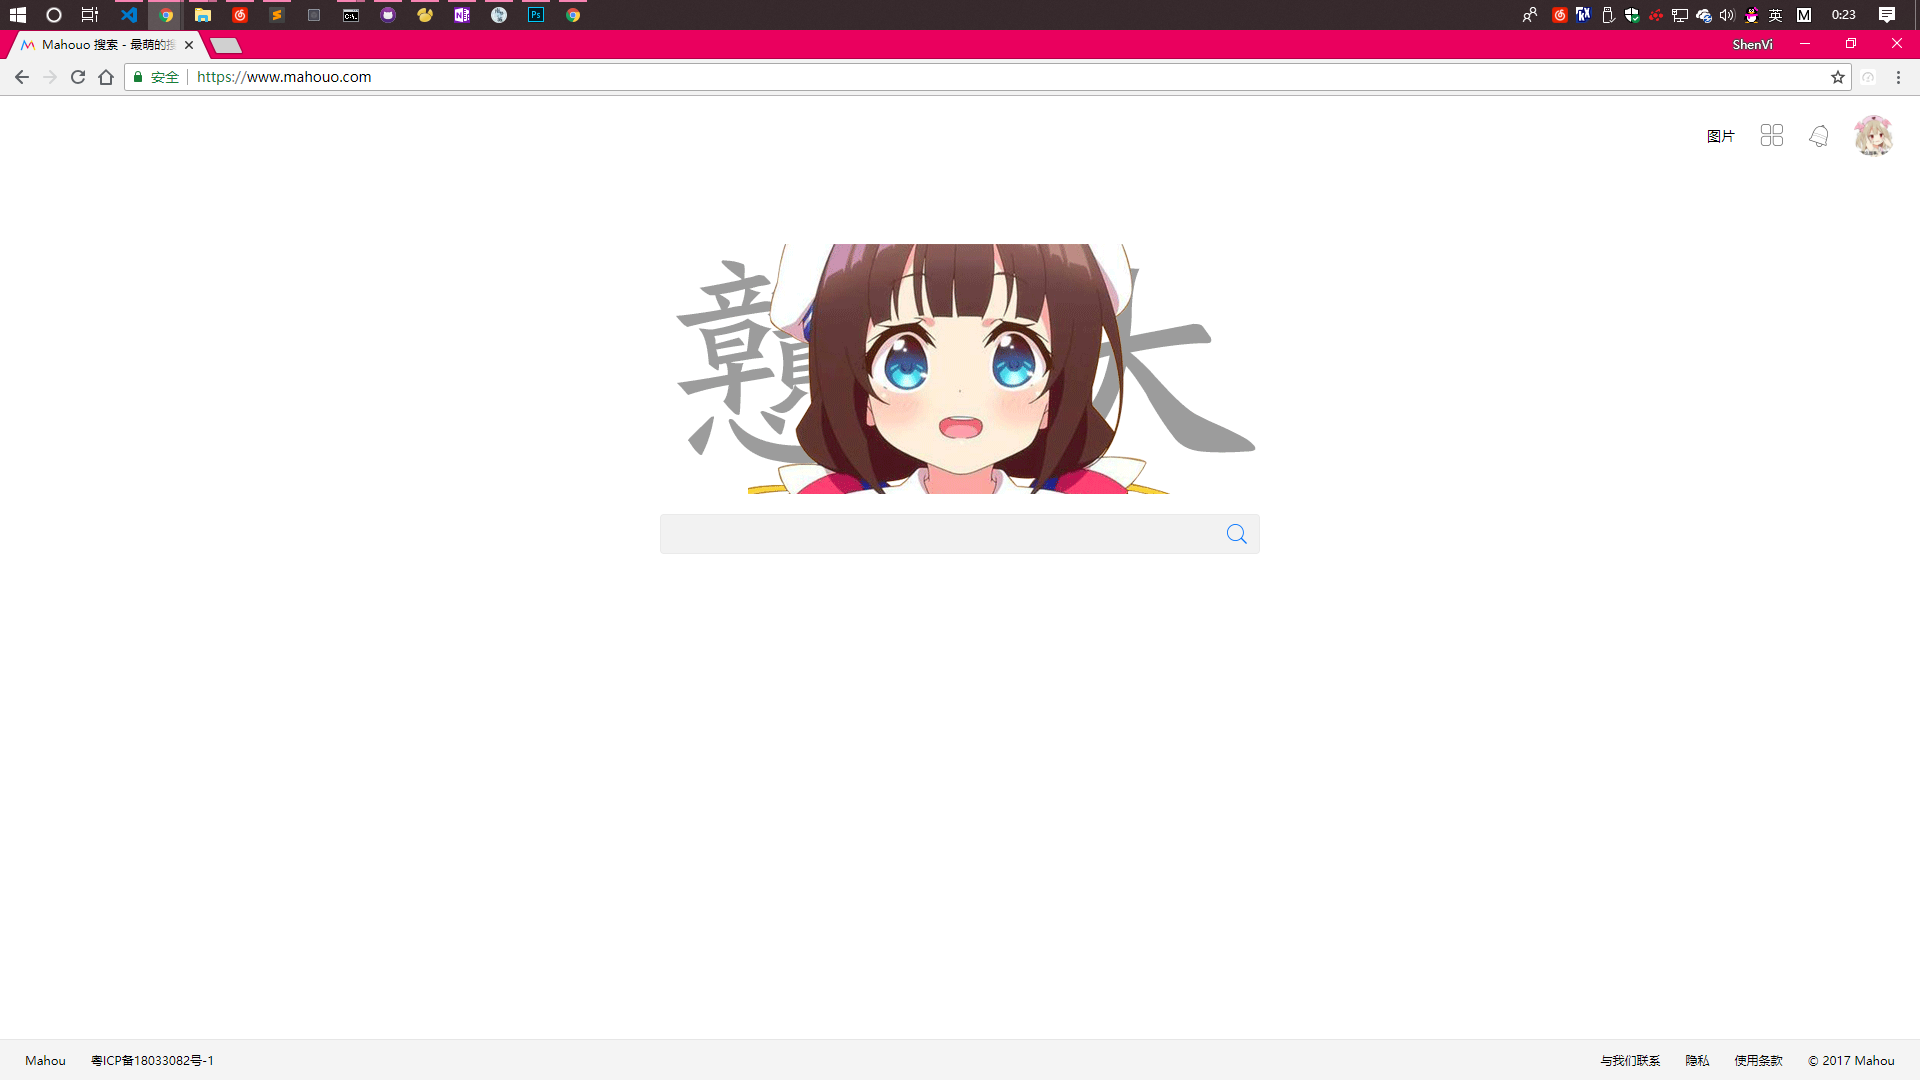 英
0:23
Mahouo 搜索 - 最萌的搜
ShenVi
安全
https://www.mahouo.com
图片
戇 大
Mahou
粤ICP备18033082号-1
与我们联系
隐私
使用条款
© 2017 Mahou